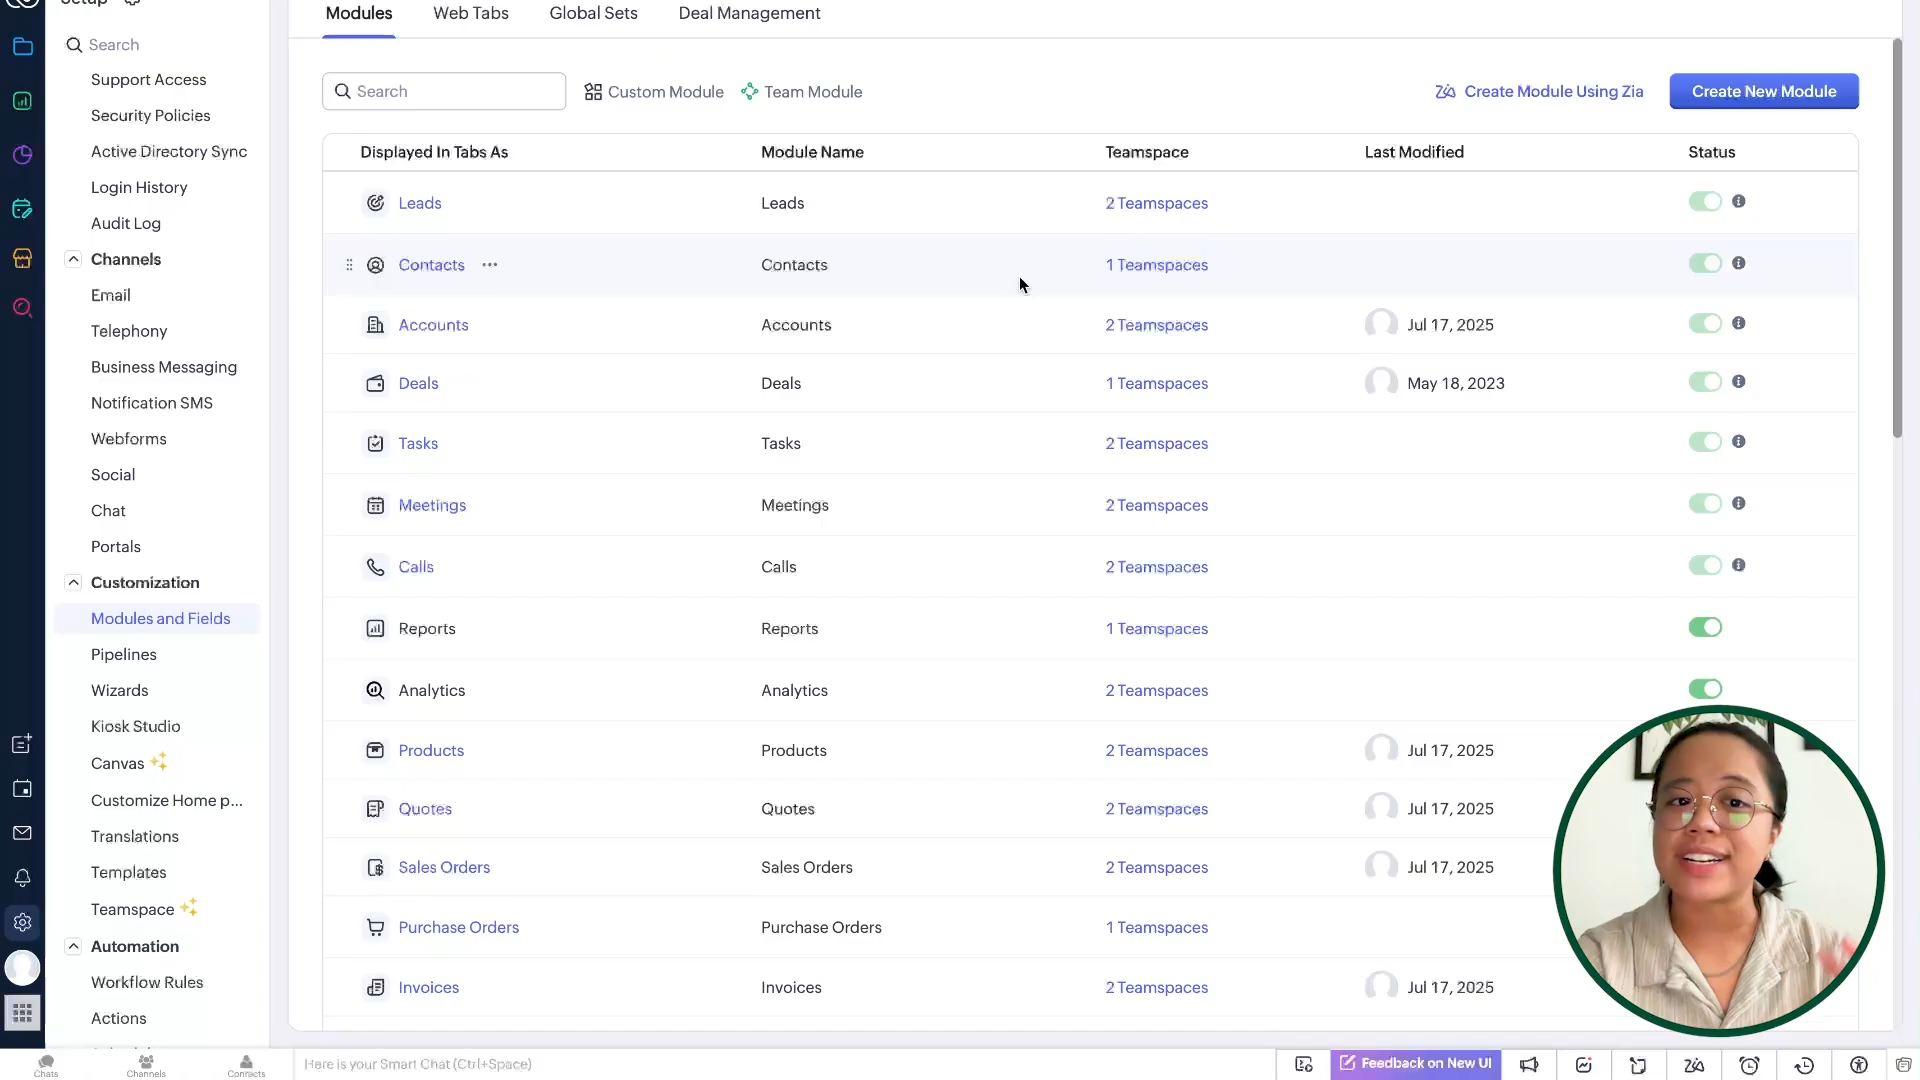 Setup
Search
Support Access
Security Policies
Active Directory Sync
Login History
Audit Log
Channels
Email
Telephony
Business Messaging
Notification SMS
Webforms
Social
Chat
Portals
Customization
Modules and Fields
Pipelines
Wizards
Kiosk Studio
Canvas
Customize Home p...
Translations
Templates
Teamspace
Automation
Workflow Rules
Actions
Modules Web Tabs Global Sets Deal Management
Search Custom Module Team Module Create Module Using Zia Create New Module
Displayed In Tabs As Module Name Teamspace Last Modified Status
Leads Leads 2 Teamspaces
Contacts ... Contacts 1 Teamspaces
Accounts Accounts 2 Teamspaces Jul 17, 2025
Deals Deals 1 Teamspaces May 18, 2023
Tasks Tasks 2 Teamspaces
Meetings Meetings 2 Teamspaces
Calls Calls 2 Teamspaces
Reports Reports 1 Teamspaces
Analytics Analytics 2 Teamspaces
Products Products 2 Teamspaces Jul 17, 2025
Quotes Quotes 2 Teamspaces Jul 17, 2025
Sales Orders Sales Orders 2 Teamspaces Jul 17, 2025
Purchase Orders Purchase Orders 1 Teamspaces
Invoices Invoices 2 Teamspaces Jul 17, 2025
Chats Channels Contacts Here is your Smart Chat (Ctrl+Space) Feedback on New UI